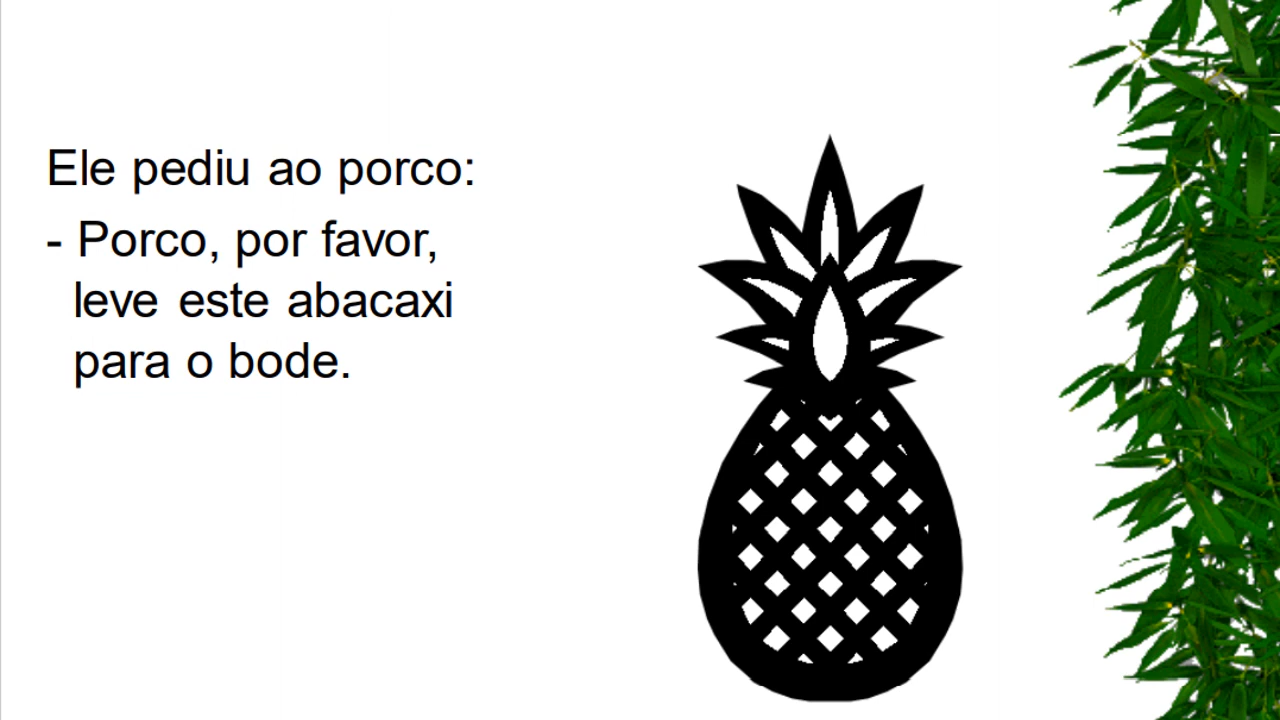 Ele pediu ao porco:
- Porco, por favor,
leve este abacaxi
para o bode.